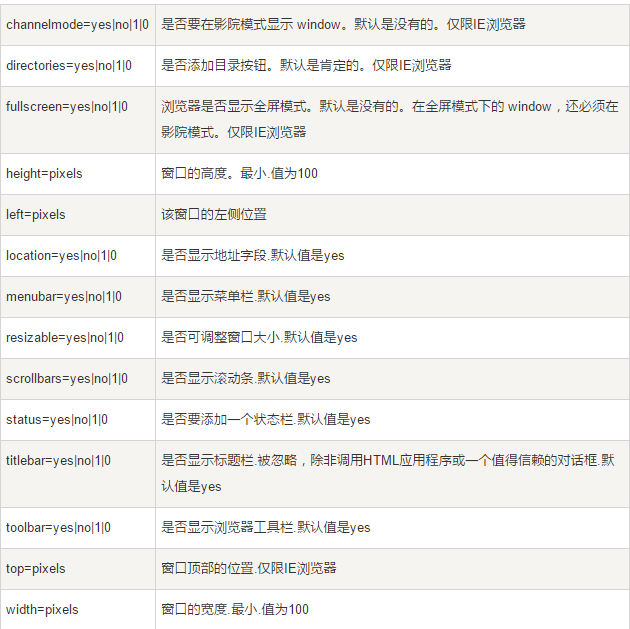 channelmode=yes|no|1|0 是否要在影院模式显示 window。默认是没有的。仅限IE浏览器
directories=yes|no|1|0 是否添加目录按钮。默认是肯定的。仅限IE浏览器
fullscreen=yes|no|1|0 浏览器是否显示全屏模式。默认是没有的。在全屏模式下的 window，还必须在
影院模式。仅限IE浏览器
height=pixels 窗口的高度。最小.值为100
left=pixels 该窗口的左侧位置
location=yes|no|1|0 是否显示地址字段.默认值是yes
menubar=yes|no|1|0 是否显示菜单栏.默认值是yes
resizable=yes|no|1|0 是否可调整窗口大小.默认值是yes
scrollbars=yes|no|1|0 是否显示滚动条.默认值是yes
status=yes|no|1|0 是否要添加一个状态栏.默认值是yes
titlebar=yes|no|1|0 是否显示标题栏.被忽略，除非调用HTML应用程序或一个值得信赖的对话框.默
认值是yes
toolbar=yes|no|1|0 是否显示浏览器工具栏.默认值是yes
top=pixels 窗口顶部的位置.仅限IE浏览器
width=pixels 窗口的宽度.最小.值为100